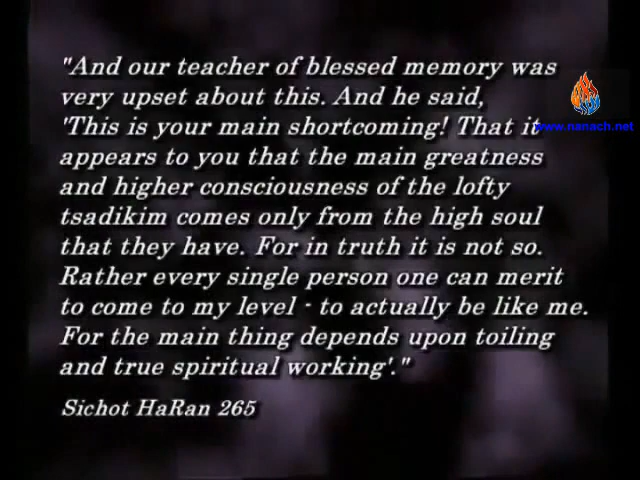 "And our teacher of blessed memory was
very upset about this. And he said,
'This is your main shortcoming! That it
www.nanach.net
appears to you that the main greatness
and higher consciousness of the lofty
tsadikim comes only from the high soul
that they have. For in truth it is not so.
Rather every single person one can merit
to come to my level - to actually be like me.
For the main thing depends upon toiling
and true spiritual working'."
Sichot HaRan 265